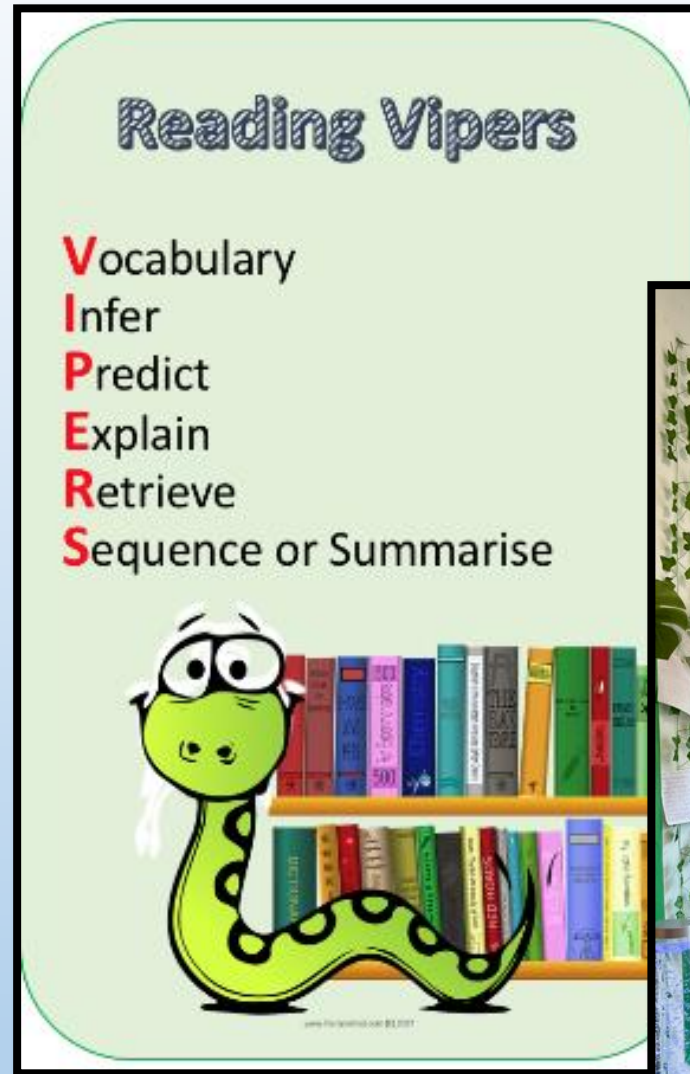 Reading Vipers
Vocabulary
Infer
Predict
Explain
Retrieve
Sequence or Summarise